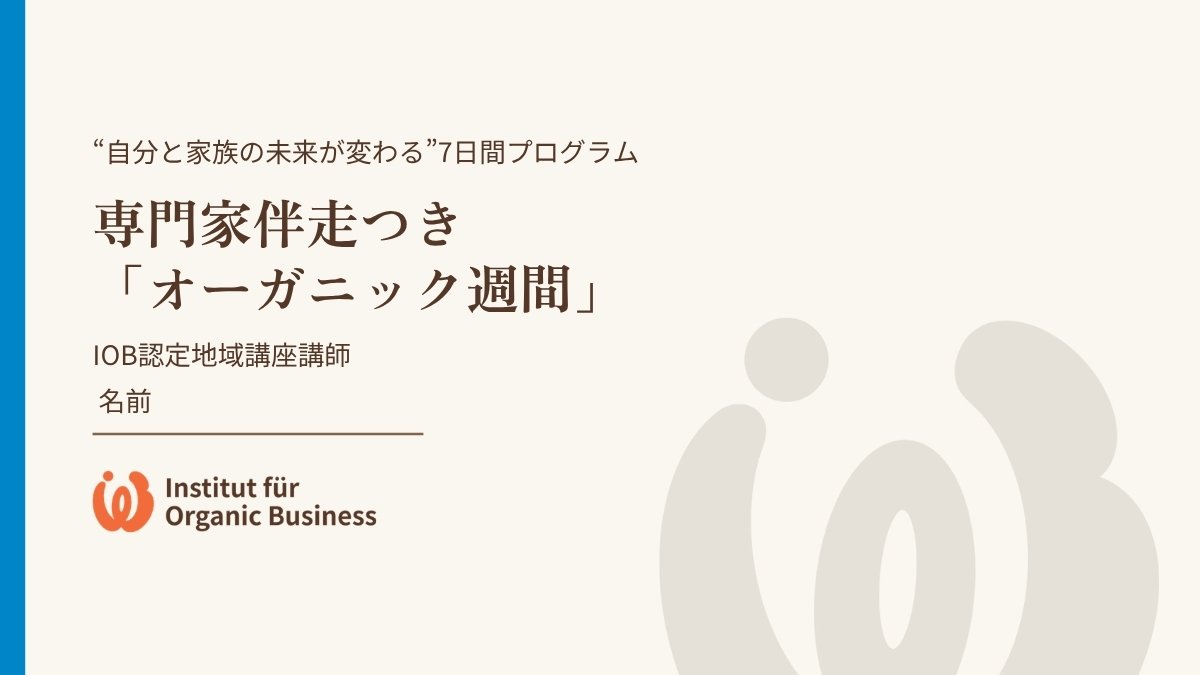 “自分と家族の未来が変わる”7日間プログラム
専門家伴走つき
「オーガニック週間」
IOB認定地域講座講師
名前
Institut für
Organic Business